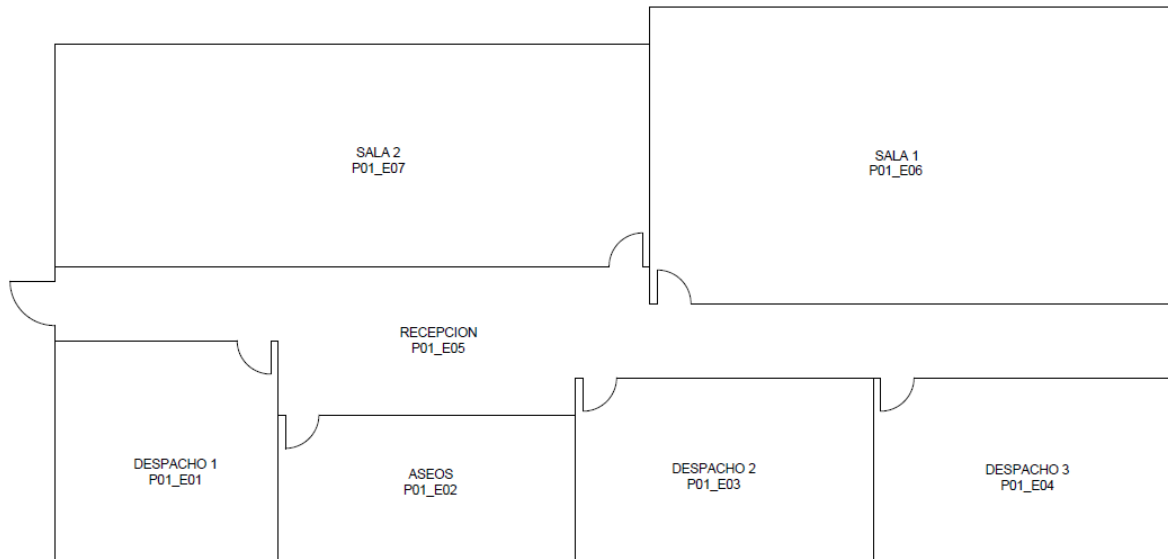 SALA 2
P01_E07
SALA 1
P01_E06
RECEPCION
P01_E05
DESPACHO 1
P01_E01
ASEOS
P01_E02
DESPACHO 2
P01_E03
DESPACHO 3
P01_E04